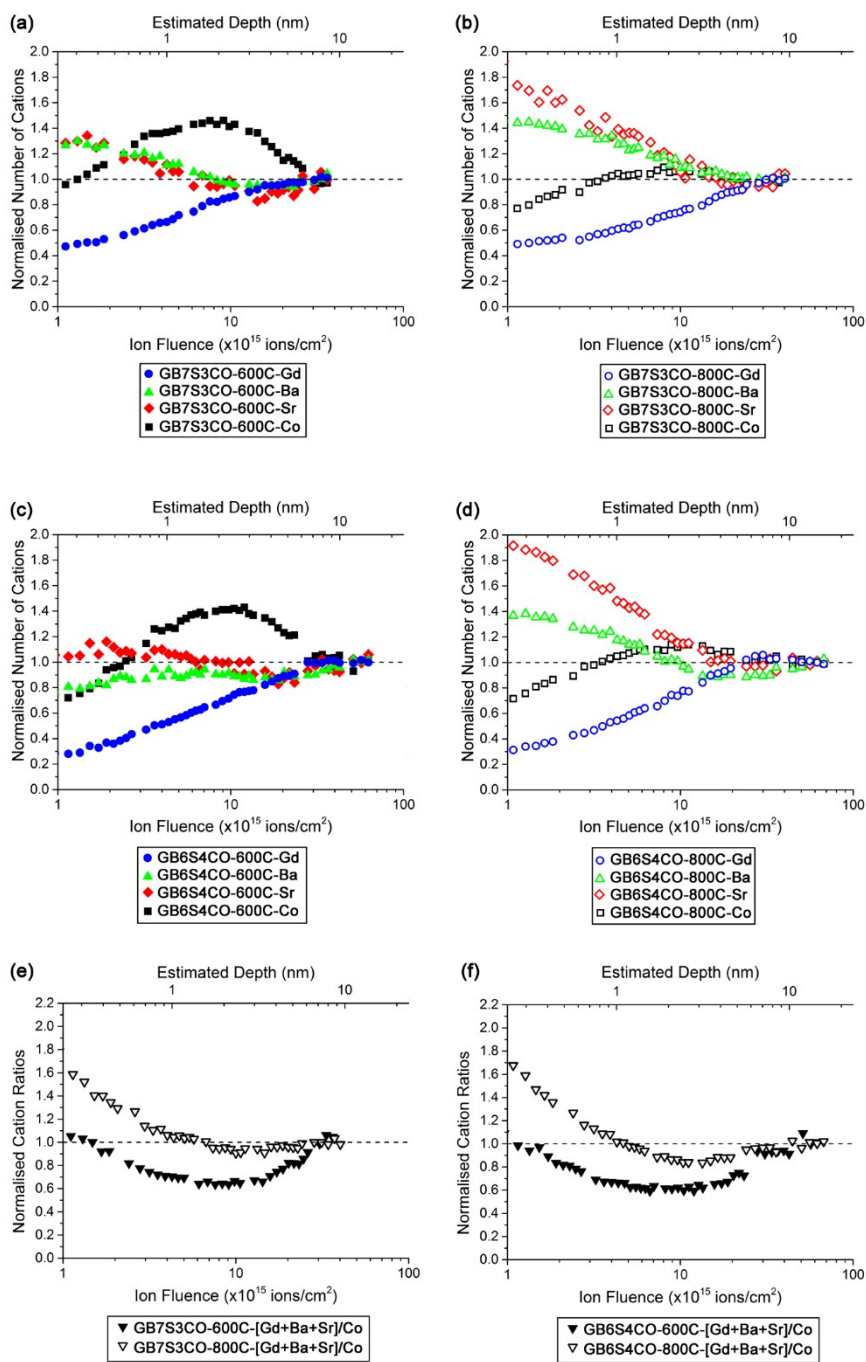 (a)
Estimated Depth (nm)
1 10
2.0
1.8
1.6
1.4
1.2
1.0
0.8
0.6
0.4
0.2
0.0
Normalised Number of Cations
1 10 100
Ion Fluence (x10¹⁵ ions/cm²)
GB7S3CO-600C-Gd
GB7S3CO-600C-Ba
GB7S3CO-600C-Sr
GB7S3CO-600C-Co
(b)
Estimated Depth (nm)
1 10
2.0
1.8
1.6
1.4
1.2
1.0
0.8
0.6
0.4
0.2
0.0
Normalised Number of Cations
1 10 100
Ion Fluence (x10¹⁵ ions/cm²)
GB7S3CO-800C-Gd
GB7S3CO-800C-Ba
GB7S3CO-800C-Sr
GB7S3CO-800C-Co
(c)
Estimated Depth (nm)
1 10
2.0
1.8
1.6
1.4
1.2
1.0
0.8
0.6
0.4
0.2
0.0
Normalised Number of Cations
1 10 100
Ion Fluence (x10¹⁵ ions/cm²)
GB6S4CO-600C-Gd
GB6S4CO-600C-Ba
GB6S4CO-600C-Sr
GB6S4CO-600C-Co
(d)
Estimated Depth (nm)
1 10
2.0
1.8
1.6
1.4
1.2
1.0
0.8
0.6
0.4
0.2
0.0
Normalised Number of Cations
1 10 100
Ion Fluence (x10¹⁵ ions/cm²)
GB6S4CO-800C-Gd
GB6S4CO-800C-Ba
GB6S4CO-800C-Sr
GB6S4CO-800C-Co
(e)
Estimated Depth (nm)
1 10
2.2
2.0
1.8
1.6
1.4
1.2
1.0
0.8
0.6
0.4
0.2
0.0
Normalised Cation Ratios
1 10 100
Ion Fluence (x10¹⁵ ions/cm²)
GB7S3CO-600C-[Gd+Ba+Sr]/Co
GB7S3CO-800C-[Gd+Ba+Sr]/Co
(f)
Estimated Depth (nm)
1 10
2.2
2.0
1.8
1.6
1.4
1.2
1.0
0.8
0.6
0.4
0.2
0.0
Normalised Cation Ratios
1 10 100
Ion Fluence (x10¹⁵ ions/cm²)
GB6S4CO-600C-[Gd+Ba+Sr]/Co
GB6S4CO-800C-[Gd+Ba+Sr]/Co